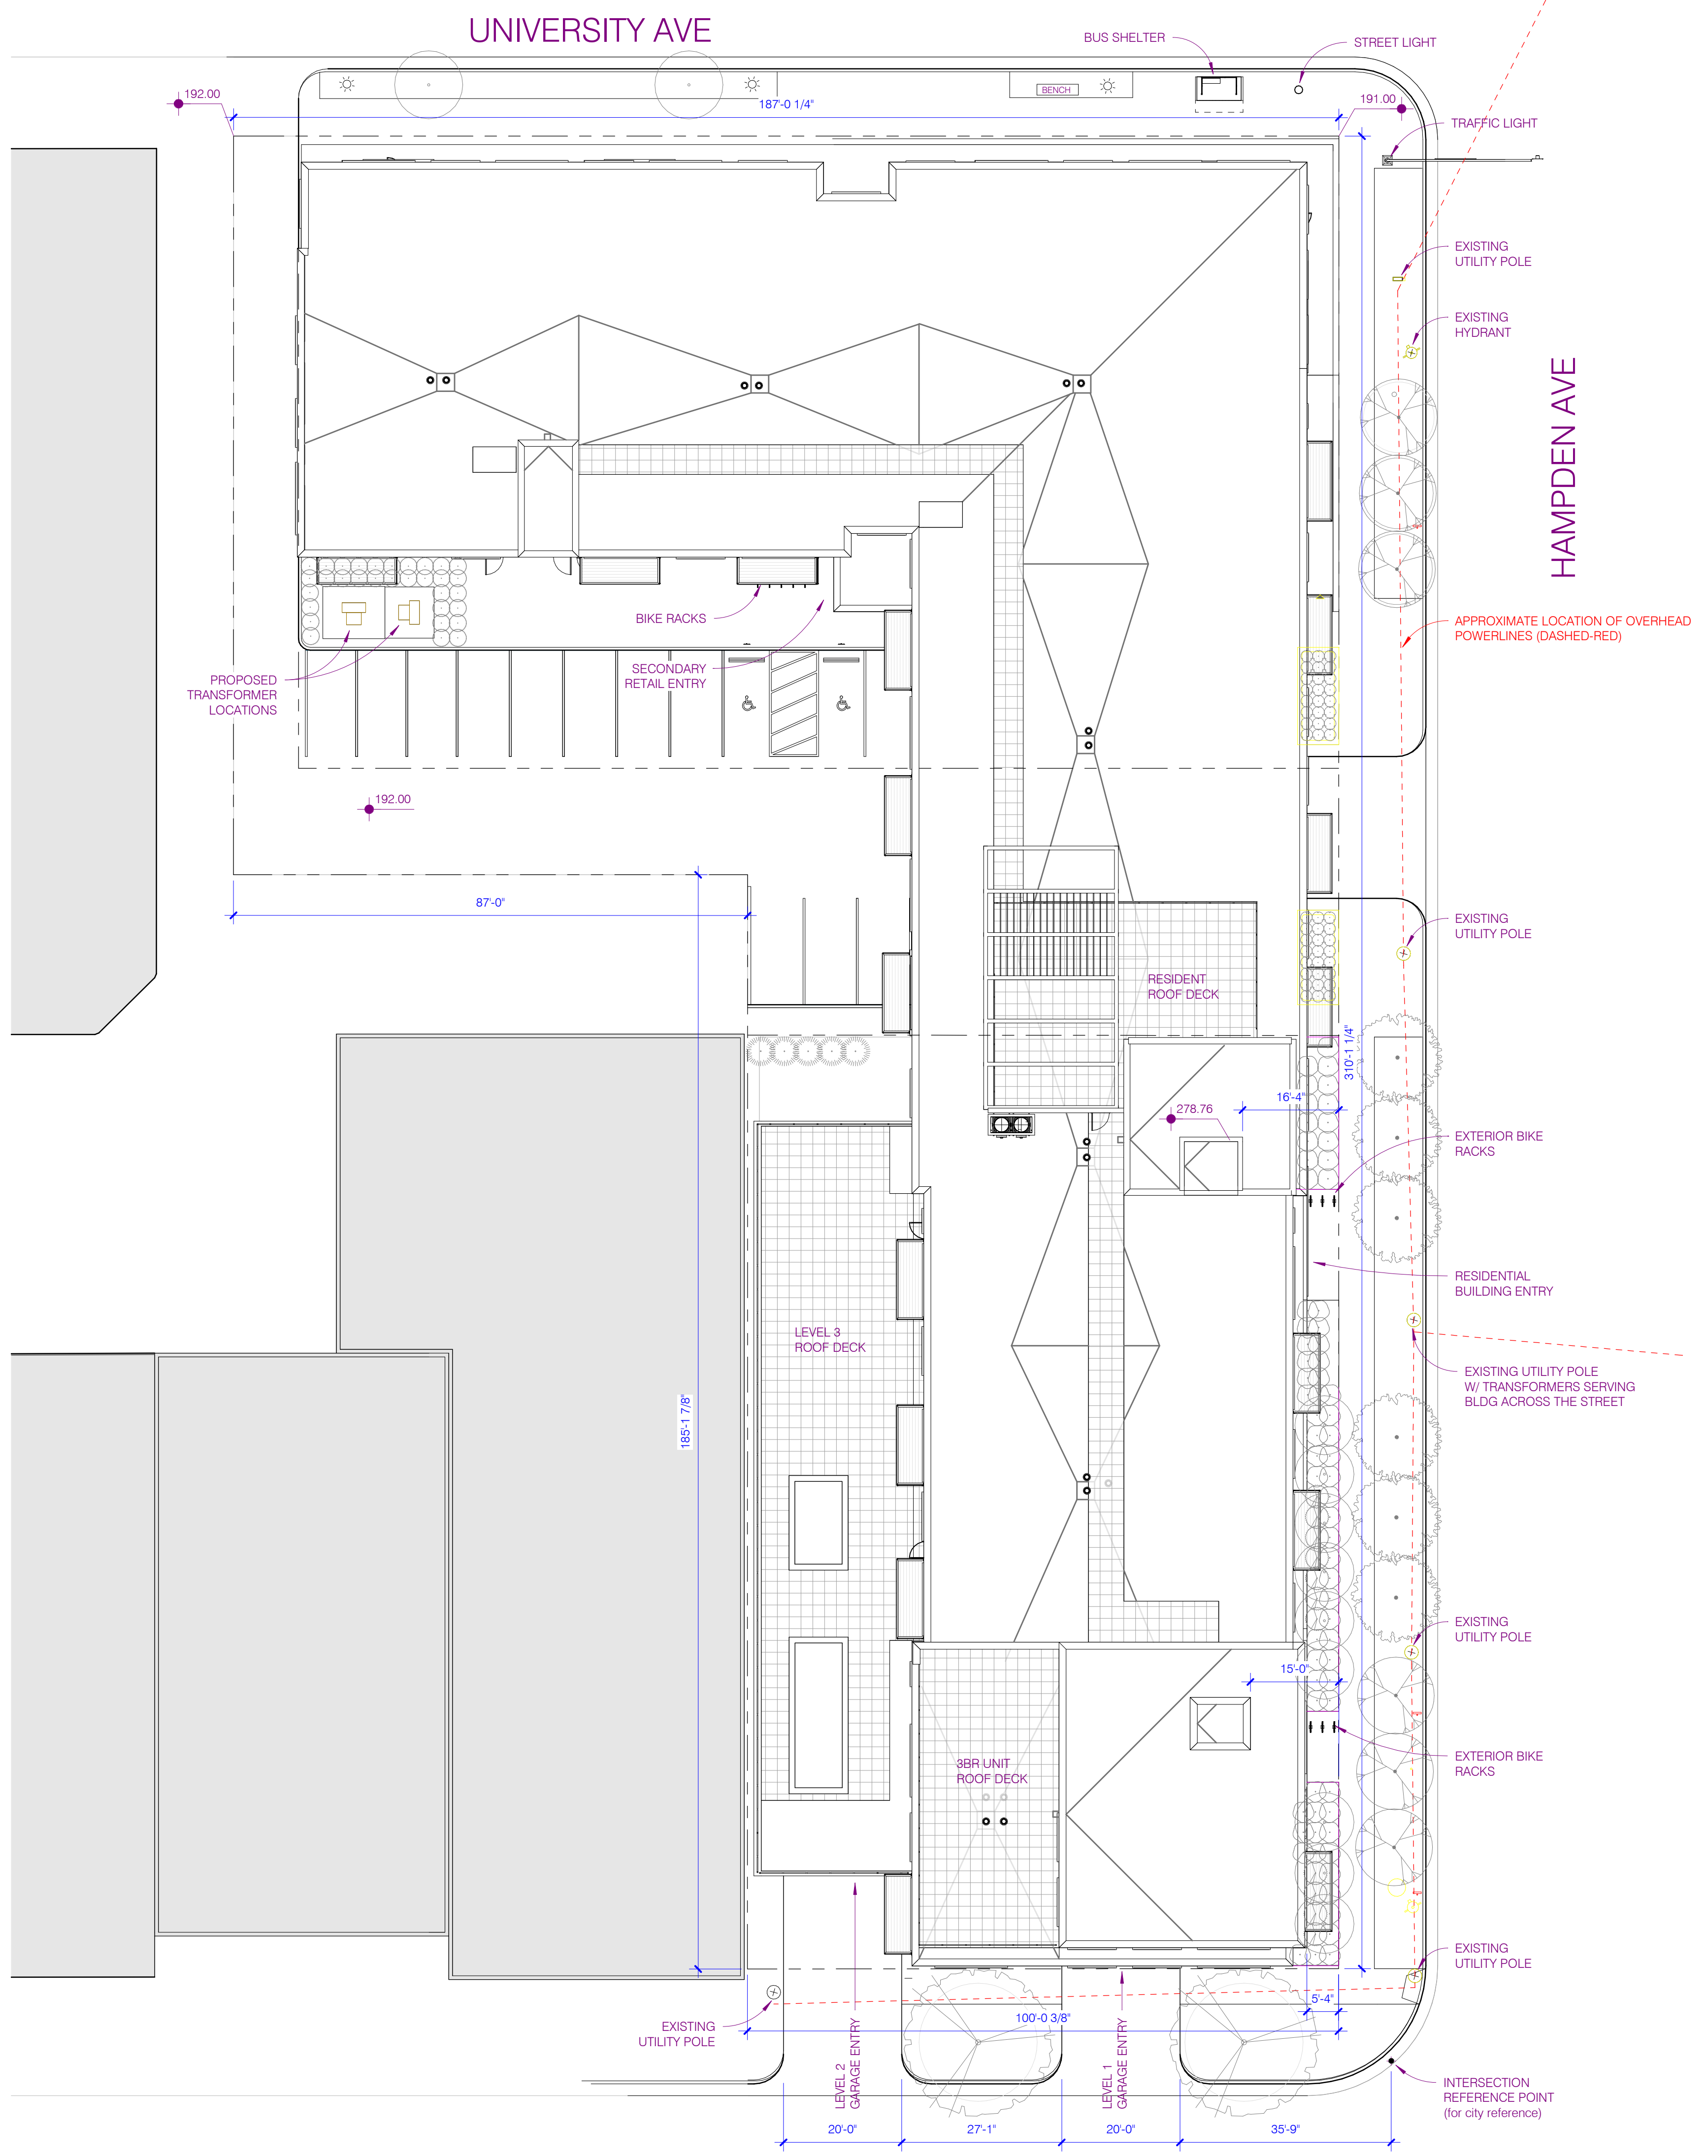 UNIVERSITY AVE
BUS SHELTER
STREET LIGHT
BENCH
192.00
187'-0 1/4"
191.00
TRAFFIC LIGHT
EXISTING
UTILITY POLE
EXISTING
HYDRANT
HAMPDEN AVE
BIKE RACKS
APPROXIMATE LOCATION OF OVERHEAD
POWERLINES (DASHED-RED)
SECONDARY
RETAIL ENTRY
PROPOSED
TRANSFORMER
LOCATIONS
192.00
87'-0"
EXISTING
UTILITY POLE
RESIDENT
ROOF DECK
310'-1 1/4"
16'-4"
278.76
EXTERIOR BIKE
RACKS
RESIDENTIAL
BUILDING ENTRY
LEVEL 3
ROOF DECK
EXISTING UTILITY POLE
W/ TRANSFORMERS SERVING
BLDG ACROSS THE STREET
185'-1 7/8"
EXISTING
UTILITY POLE
15'-0"
3BR UNIT
ROOF DECK
EXTERIOR BIKE
RACKS
EXISTING
UTILITY POLE
5'-4"
100'-0 3/8"
EXISTING
UTILITY POLE
LEVEL 2
GARAGE ENTRY
LEVEL 1
GARAGE ENTRY
INTERSECTION
REFERENCE POINT
(for city reference)
20'-0"
27'-1"
20'-0"
35'-9"